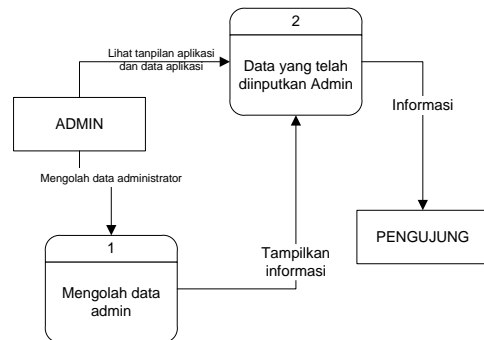 2
Lihat tanpilan aplikasi
dan data aplikasi
Data yang telah
diinputkan Admin
ADMIN
Informasi
Mengolah data administrator
PENGUJUNG
1
Mengolah data
admin
Tampilkan
informasi